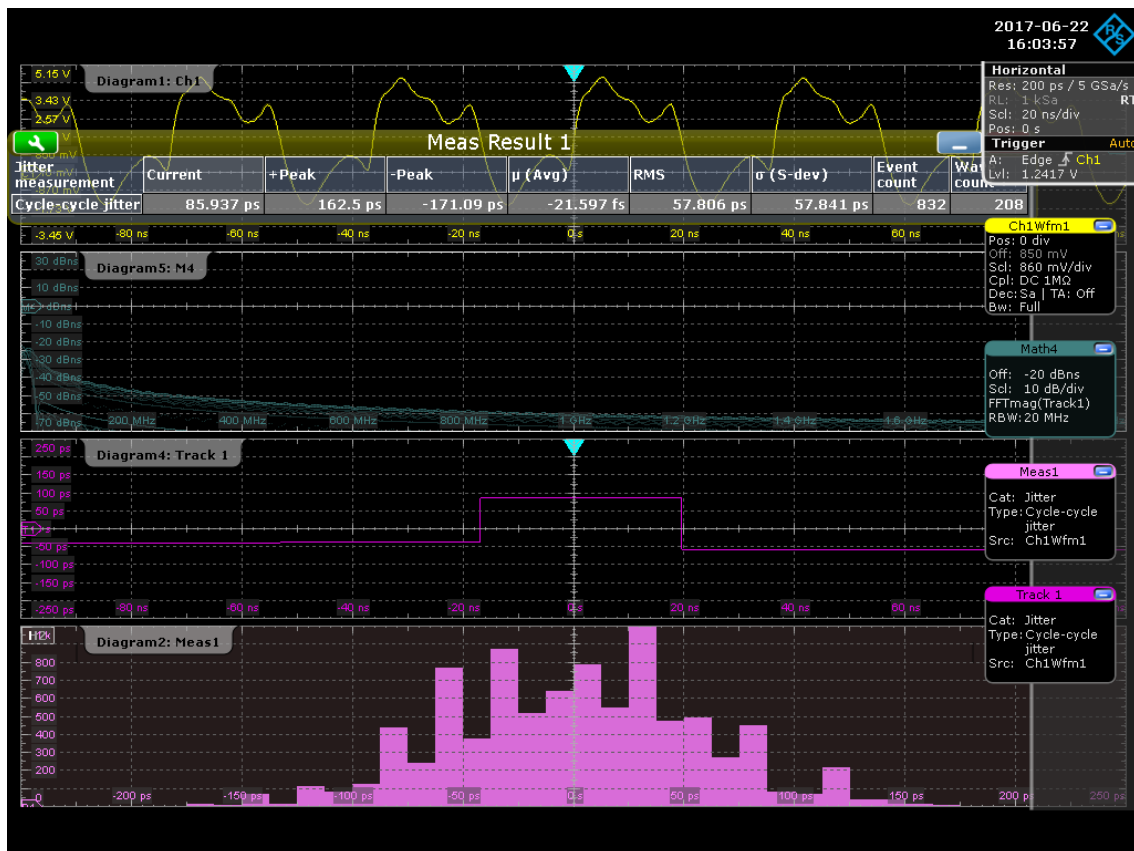 2017-06-22
16:03:57
Horizontal
Res: 200 ps / 5 GSa/s
RL: 1 kSa RT
Scl: 20 ns/div
Pos: 0 s
Trigger Auto
A: Edge Ch1
Lvl: 1.2417 V
5.15 V
Diagram1: Ch1
3.43 V
2.57 V
Meas Result 1
Jitter measurement Current +Peak -Peak µ (Avg) RMS σ (S-dev) Event count
Cycle-cycle jitter 85.937 ps 162.5 ps -171.09 ps -21.597 fs 57.806 ps 57.841 ps 832 208
-3.45 V -80 ns -60 ns -40 ns -20 ns 0 s 20 ns 40 ns 60 ns
Ch1Wfm1
Pos: 0 div
Off: 850 mV
Scl: 860 mV/div
Cpl: DC 1MΩ
Dec: Sa | TA: Off
Bw: Full
30 dBns
Diagram5: M4
10 dBns
-10 dBns
-20 dBns
-30 dBns
-40 dBns
-50 dBns
-70 dBns 200 MHz 400 MHz 600 MHz 800 MHz 1 GHz 1.2 GHz 1.4 GHz 1.6 GHz
Math4
Off: -20 dBns
Scl: 10 dB/div
FFTmag(Track1)
RBW: 20 MHz
250 ps
Diagram4: Track 1
150 ps
100 ps
50 ps
-50 ps
-100 ps
-150 ps
-250 ps -80 ns -60 ns -40 ns -20 ns 0 s 20 ns 40 ns 60 ns
Meas1
Cat: Jitter
Type: Cycle-cycle
jitter
Src: Ch1Wfm1
Track 1
Cat: Jitter
Type: Cycle-cycle
jitter
Src: Ch1Wfm1
Diagram2: Meas1
800
700
600
500
400
300
200
0
-200 ps -150 ps -100 ps -50 ps 0 s 50 ps 100 ps 150 ps 200 ps 250 ps